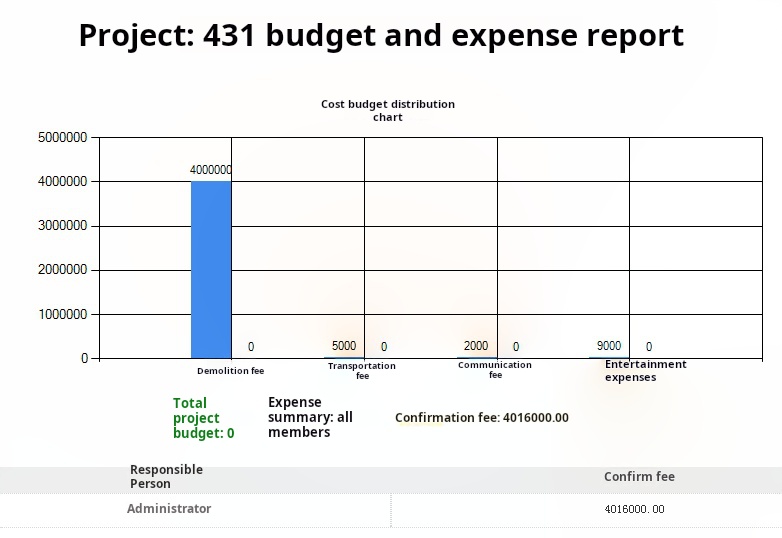 Project: 431 budget and expense report
Cost budget distribution
chart
5000000
4000000
4000000
3000000
2000000
1000000
0
0
5000
0
2000
0
9000
0
Demolition fee
Transportation
fee
Communication
fee
Entertainment
expenses
Total
project
budget: 0
Expense
summary: all
members
Confirmation fee: 4016000.00
Responsible
Person
Confirm fee
Administrator
4016000.00